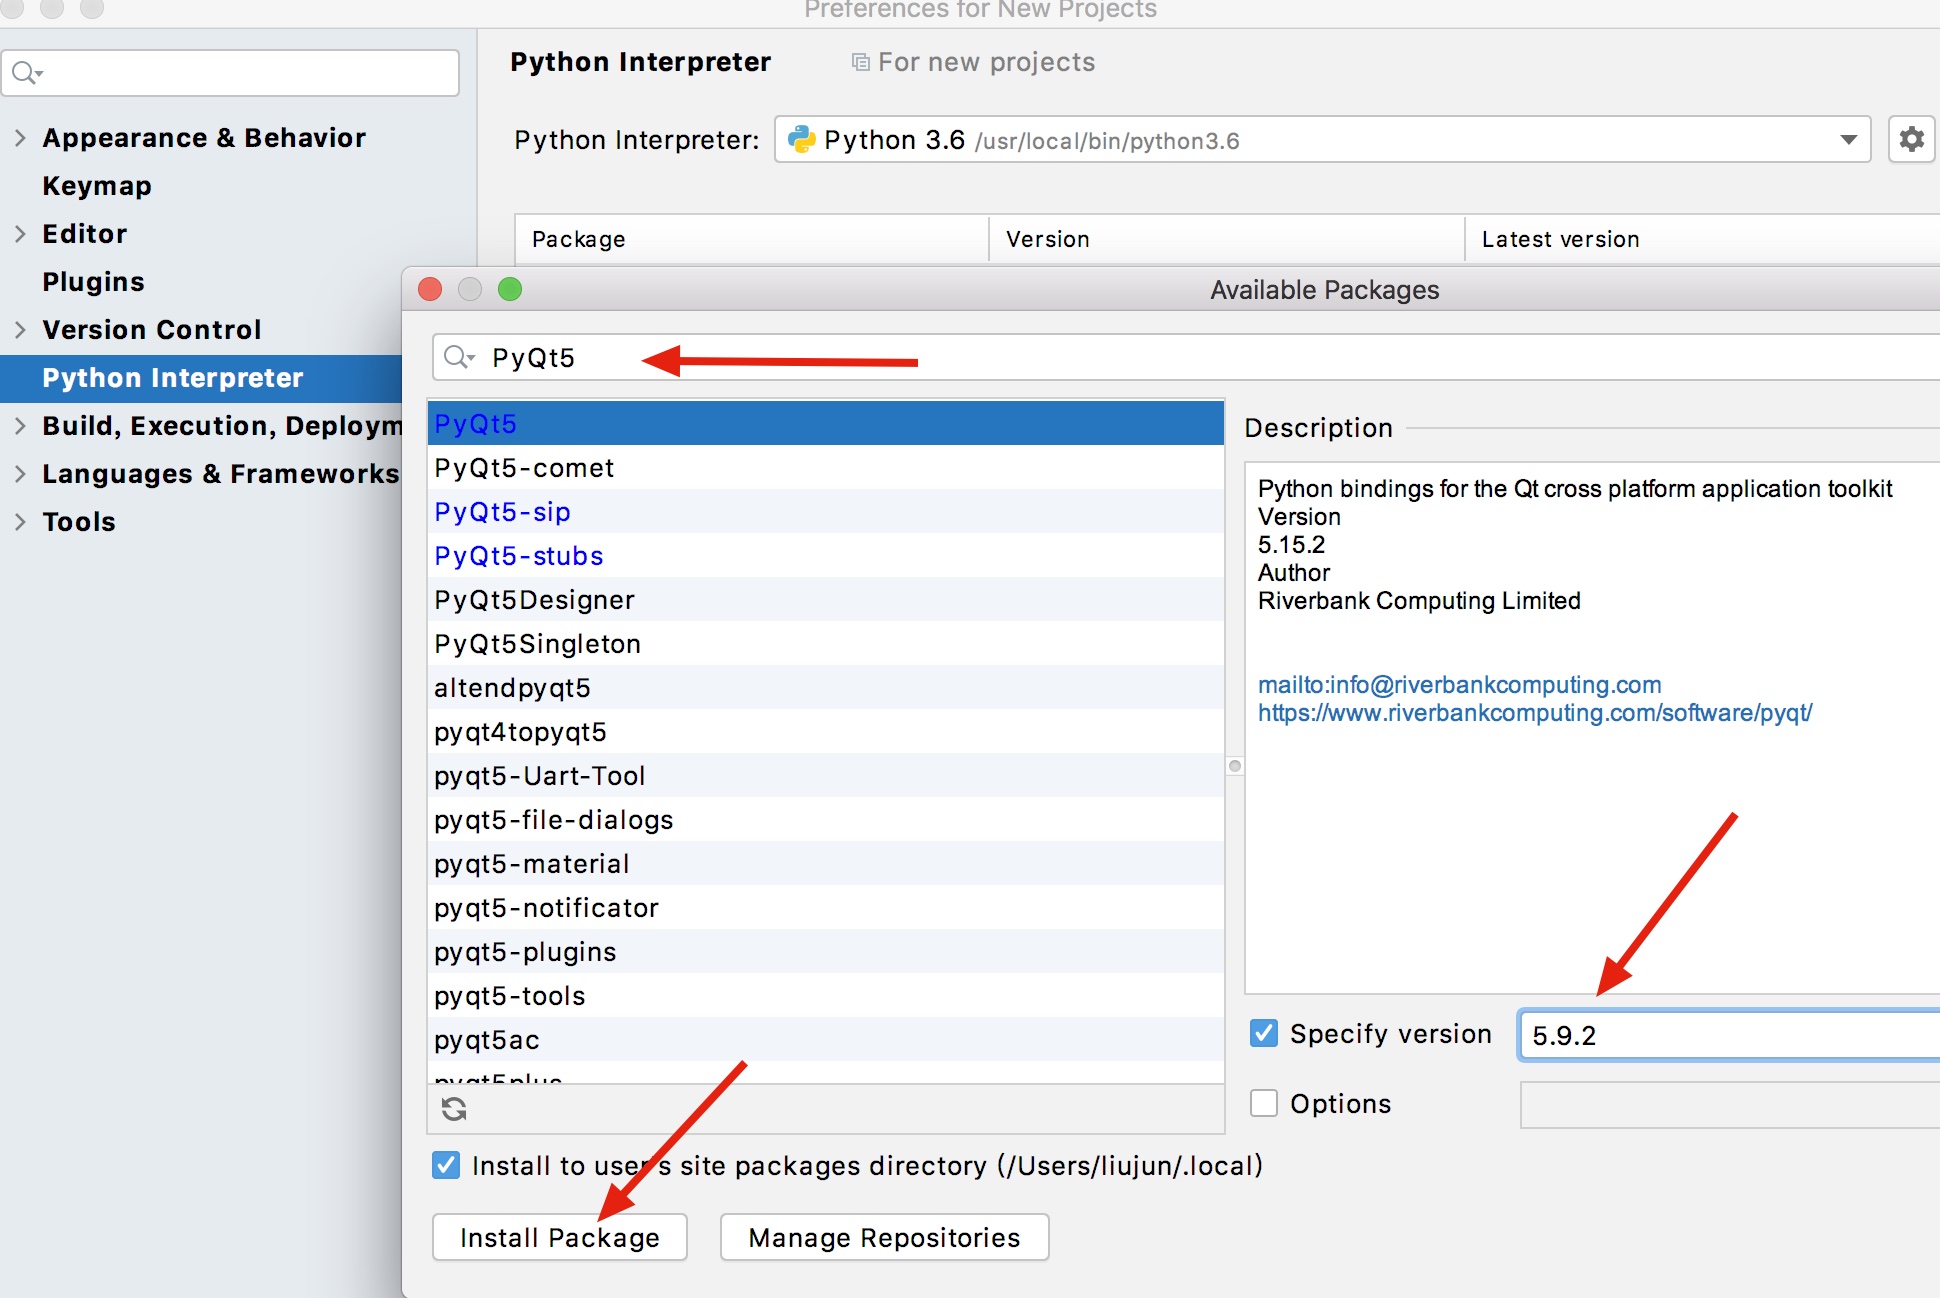 Preferences for New Projects
Python Interpreter
For new projects
Python Interpreter: Python 3.6 /usr/local/bin/python3.6
Appearance & Behavior
Keymap
Editor
Plugins
Version Control
Python Interpreter
Build, Execution, Deploym
Languages & Frameworks
Tools
Package Version Latest version
Available Packages
PyQt5
PyQt5
PyQt5-comet
PyQt5-sip
PyQt5-stubs
PyQt5Designer
PyQt5Singleton
altendpyqt5
pyqt4topyqt5
pyqt5-Uart-Tool
pyqt5-file-dialogs
pyqt5-material
pyqt5-notificator
pyqt5-plugins
pyqt5-tools
pyqt5ac
pyqt5plus
Description
Python bindings for the Qt cross platform application toolkit
Version
5.15.2
Author
Riverbank Computing Limited
mailto:info@riverbankcomputing.com
https://www.riverbankcomputing.com/software/pyqt/
Specify version 5.9.2
Options
Install to user's site packages directory (/Users/liujun/.local)
Install Package
Manage Repositories